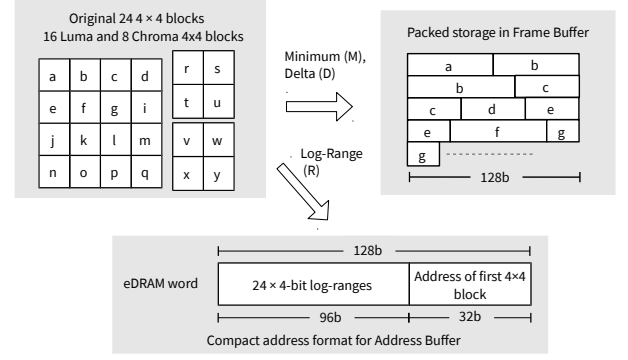 Original 24 4 × 4 blocks
16 Luma and 8 Chroma 4x4 blocks
a b c d
e f g i
j k l m
n o p q
r s
t u
v w
x y
Minimum (M),
Delta (D)
Log-Range
(R)
Packed storage in Frame Buffer
a b
b c
c d e
e f g
g
128b
128b
eDRAM word
24 × 4-bit log-ranges
Address of first 4×4
block
96b 32b
Compact address format for Address Buffer